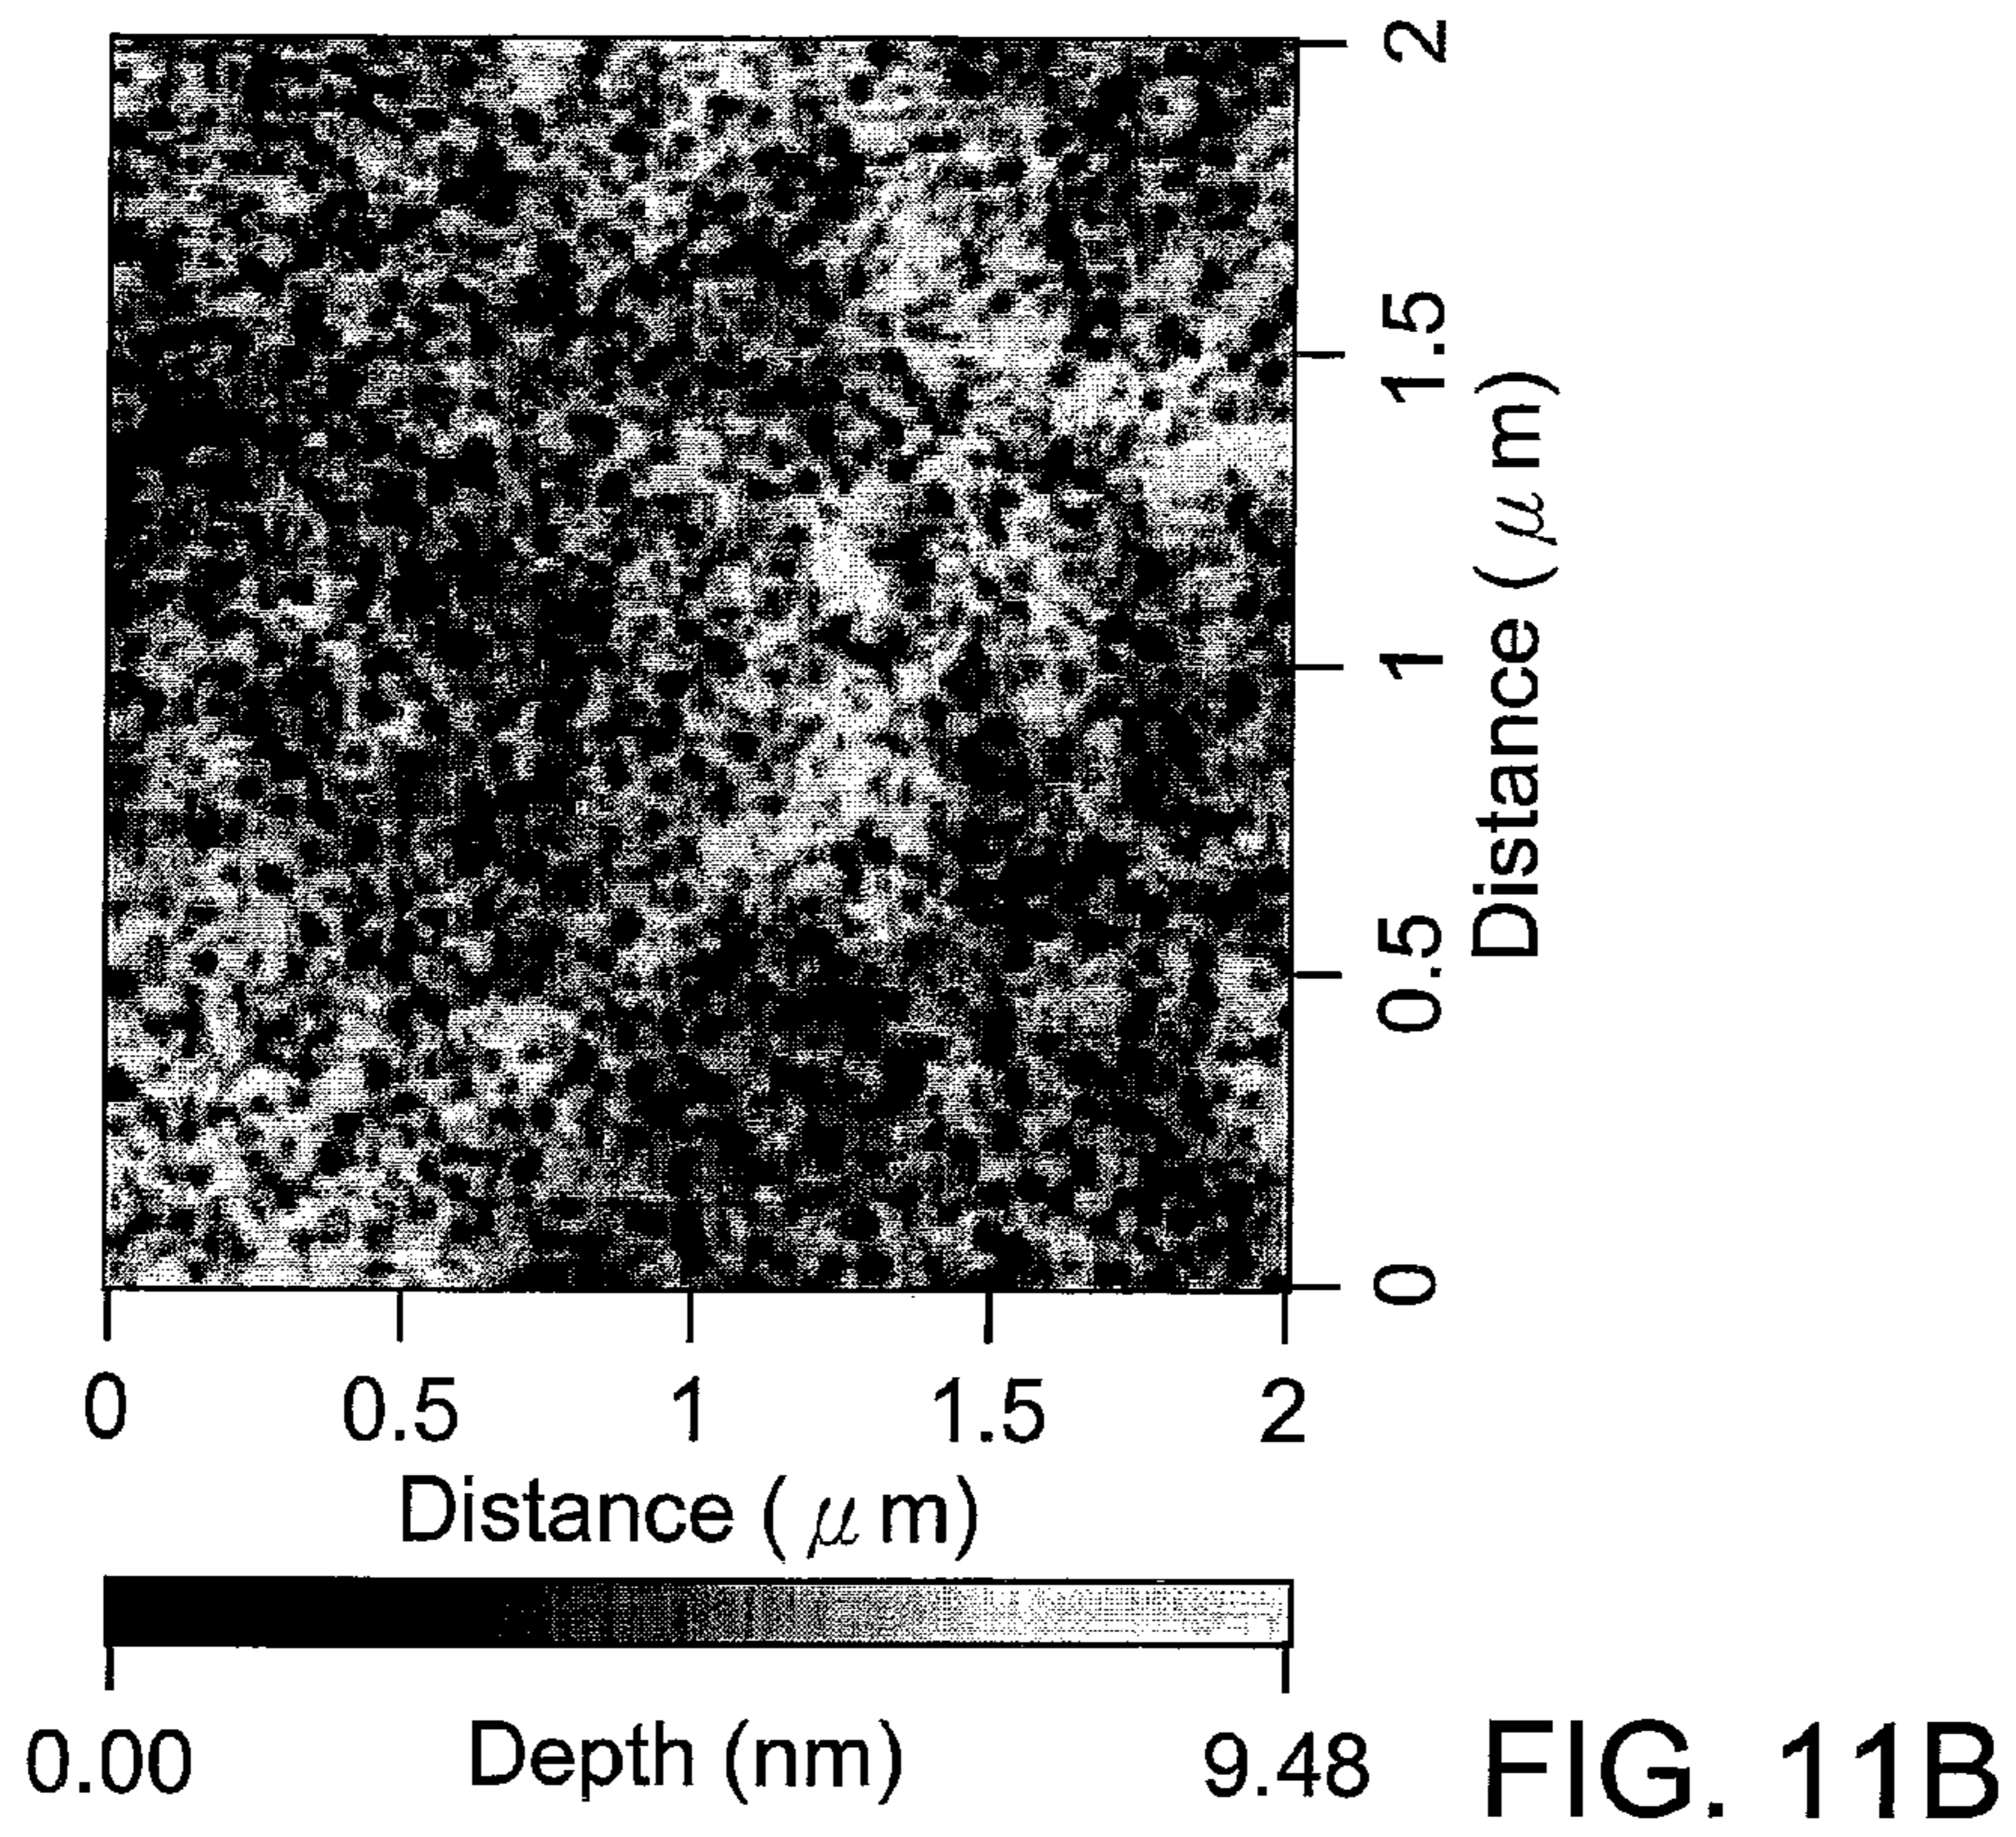 2
1.5
1
0.5
0
Distance (μm)
0 0.5 1 1.5 2
Distance (μm)
0.00 Depth (nm) 9.48
FIG. 11B